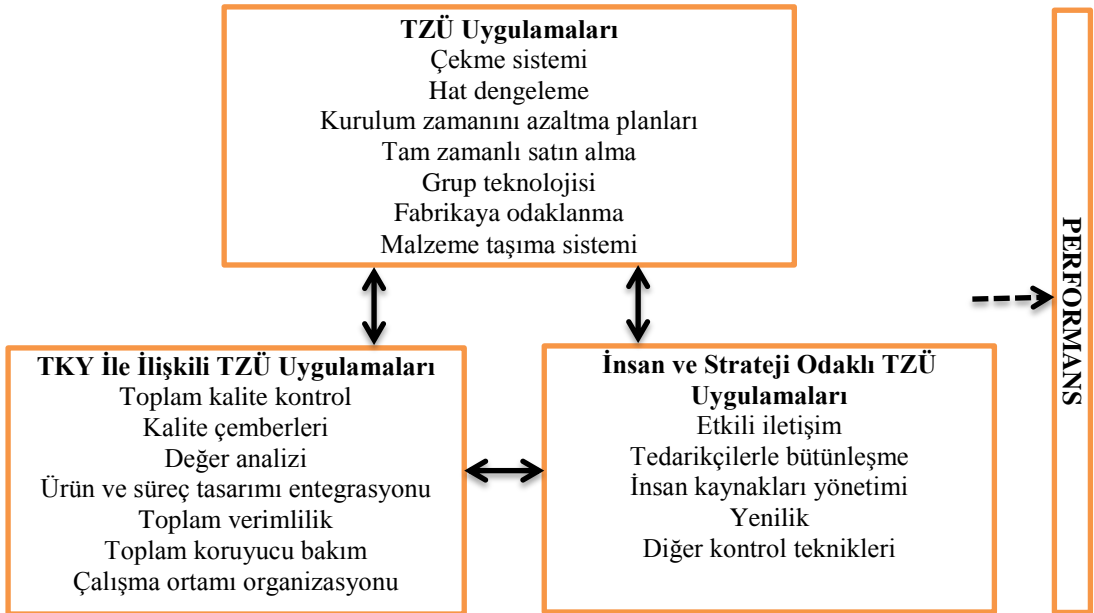 TZÜ Uygulamaları
Çekme sistemi
Hat dengeleme
Kurulum zamanını azaltma planları
Tam zamanlı satın alma
Grup teknolojisi
Fabrikaya odaklanma
Malzeme taşıma sistemi
TKY İle İlişkili TZÜ Uygulamaları
Toplam kalite kontrol
Kalite çemberleri
Değer analizi
Ürün ve süreç tasarımı entegrasyonu
Toplam verimlilik
Toplam koruyucu bakım
Çalışma ortamı organizasyonu
İnsan ve Strateji Odaklı TZÜ
Uygulamaları
Etkili iletişim
Tedarikçilerle bütünleşme
İnsan kaynakları yönetimi
Yenilik
Diğer kontrol teknikleri
PERFORMANS